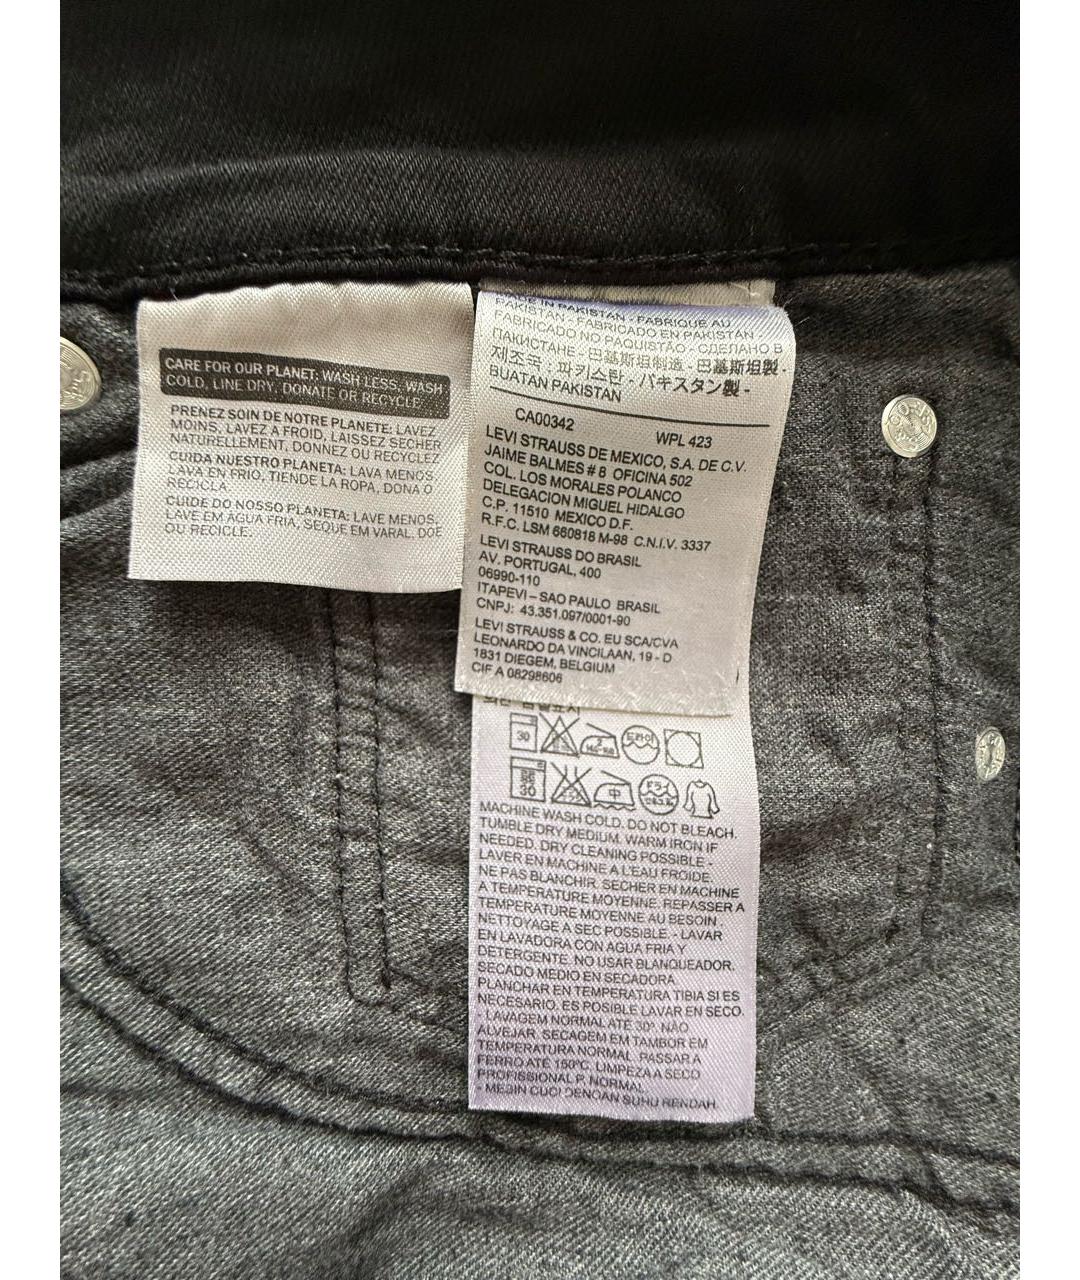 CARE FOR OUR PLANET: WASH LESS, WASH
COLD, LINE DRY, DONATE OR RECYCLE.
PRENEZ SOIN DE NOTRE PLANETE: LAVEZ
MOINS, LAVEZ A FROID, LAISSEZ SECHER
NATURELLEMENT, DONNEZ OU RECYCLEZ
CUIDA NUESTRO PLANETA: LAVA MENOS,
LAVA EN FRIO, TIENDE LA ROPA, DONA O
RECICLA
CUIDE DO NOSSO PLANETA: LAVE MENOS,
LAVE EM AGUA FRIA, SEQUE EM VARAL, DOE
OU RECICLE.
MADE IN PAKISTAN - FABRIQUE AU
PAKISTAN - FABRICADO EN PAKISTAN
FABRICADO NO PAQUISTÃO - СДЕЛАНО В
ПАКИСТАНЕ - 巴基斯坦制造 - 巴基斯坦製 -
제조국 : 파키스탄 - パキスタン製 -
BUATAN PAKISTAN
CA00342 WPL 423
LEVI STRAUSS DE MEXICO, S.A. DE C.V.
JAIME BALMES # 8 OFICINA 502
COL. LOS MORALES POLANCO
DELEGACION MIGUEL HIDALGO
C.P. 11510 MEXICO D.F.
R.F.C. LSM 660818 M-98 C.N.I.V. 3337
LEVI STRAUSS DO BRASIL
AV. PORTUGAL, 400
06990-110
ITAPEVI – SAO PAULO BRASIL
CNPJ: 43.351.097/0001-90
LEVI STRAUSS & CO. EU SCA/CVA
LEONARDO DA VINCILAAN, 19 - D
1831 DIEGEM, BELGIUM
CIF A 08298606
30
드라이
30
中
MACHINE WASH COLD. DO NOT BLEACH.
TUMBLE DRY MEDIUM. WARM IRON IF
NEEDED. DRY CLEANING POSSIBLE -
LAVER EN MACHINE A L'EAU FROIDE.
NE PAS BLANCHIR. SECHER EN MACHINE
A TEMPERATURE MOYENNE. REPASSER A
TEMPERATURE MOYENNE AU BESOIN.
NETTOYAGE A SEC POSSIBLE. - LAVAR
EN LAVADORA CON AGUA FRIA Y
DETERGENTE. NO USAR BLANQUEADOR.
SECADO MEDIO EN SECADORA.
PLANCHAR EN TEMPERATURA TIBIA SI ES
NECESARIO. ES POSIBLE LAVAR EN SECO.
- LAVAGEM NORMAL ATÉ 30º. NÃO
ALVEJAR. SECAGEM EM TAMBOR EM
TEMPERATURA NORMAL. PASSAR A
FERRO ATÉ 150ºC. LIMPEZA A SECO
PROFISSIONAL P. NORMAL.
- MESIN CUCI DENGAN SUHU RENDAH.